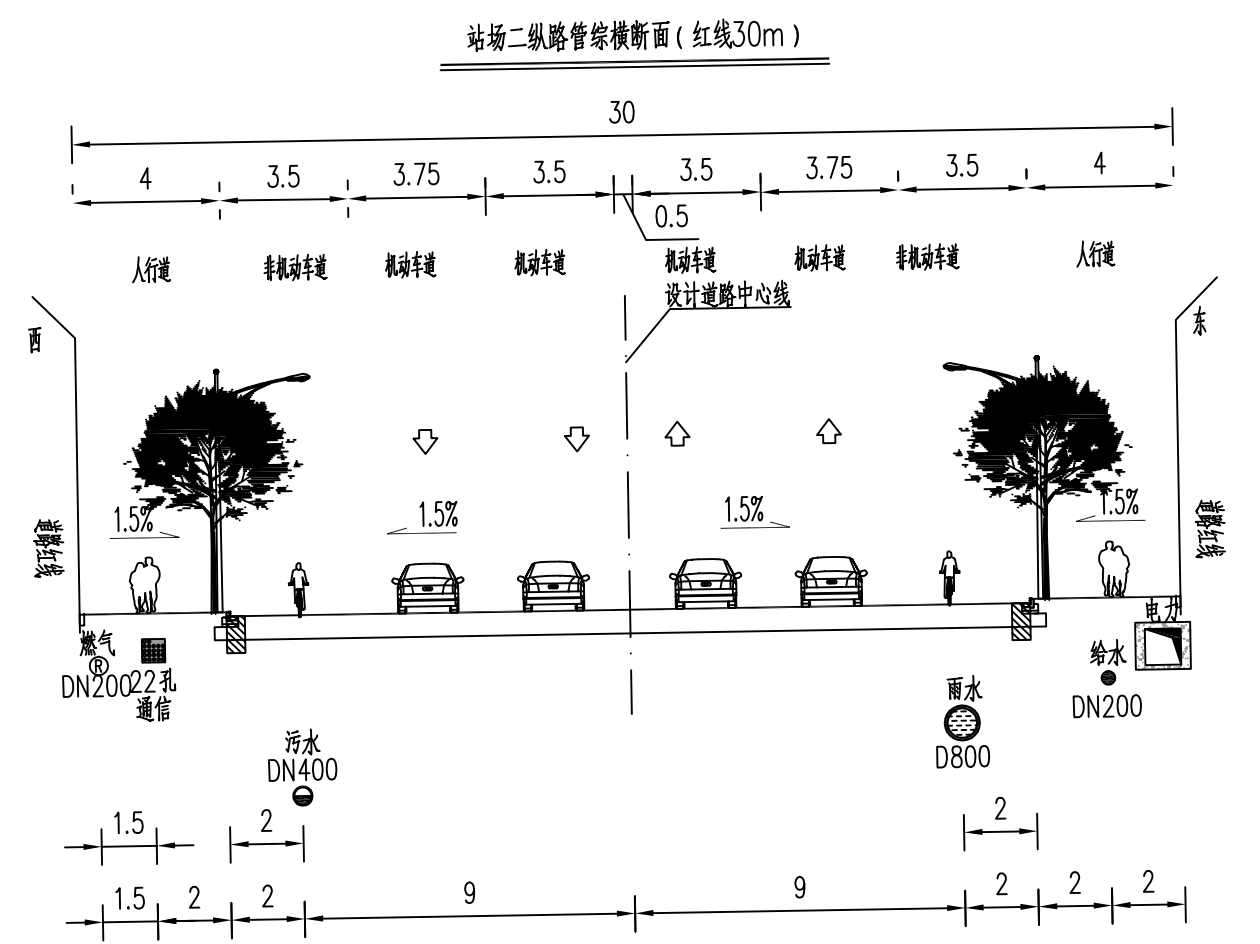 站场二纵路管综横断面（红线30m）
30
4 3.5 3.75 3.5 3.5 3.75 3.5 4
0.5
人行道 非机动车道 机动车道 机动车道 机动车道 机动车道 非机动车道 人行道
设计道路中心线
西 东
1.5% 1.5% 1.5% 1.5%
道路红线 道路红线
燃气
R
DN200
22孔
通信
电力
给水
DN200
雨水
D800
污水
DN400
1.5 2 2
1.5 2 2 9 9 2 2 2